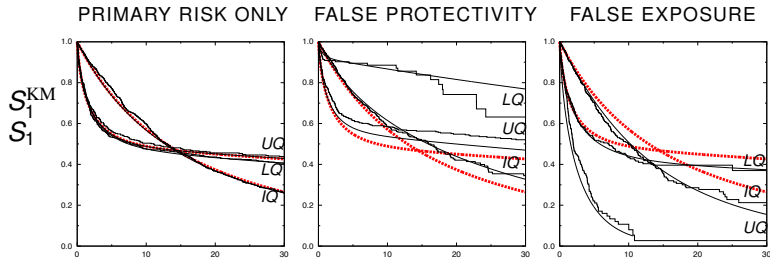 PRIMARY RISK ONLY FALSE PROTECTIVITY FALSE EXPOSURE
1.0 1.0 1.0
0.8 0.8 0.8
0.6 0.6 0.6
0.4 0.4 0.4
0.2 0.2 0.2
0.0 0.0 0.0
S₁ᴷᴹ
S₁
UQ
LQ
IQ
LQ
UQ
IQ
LQ
IQ
UQ
0 10 20 30 0 10 20 30 0 10 20 30